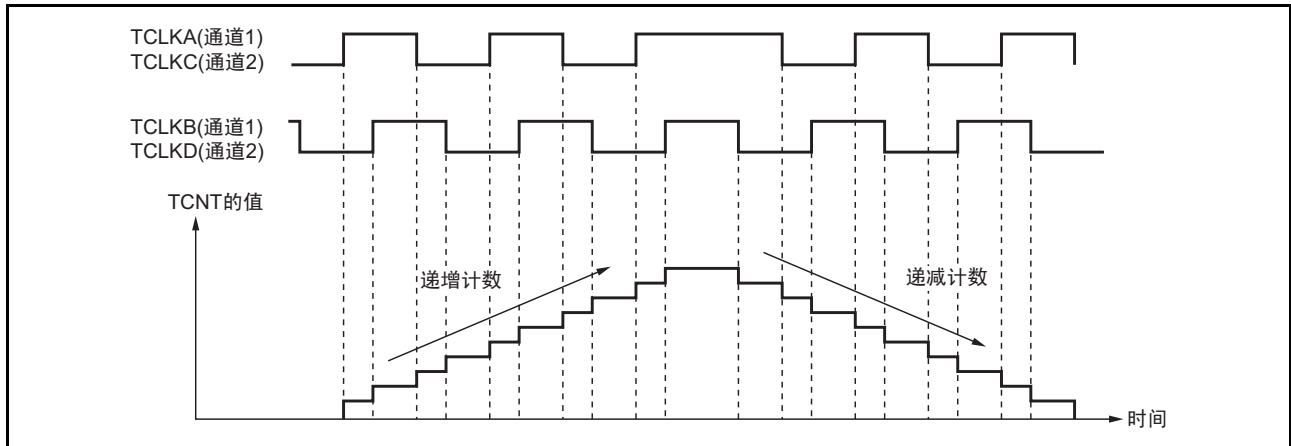 TCLKA(通道1)
TCLKC(通道2)
TCLKB(通道1)
TCLKD(通道2)
TCNT的值
递增计数
递减计数
时间